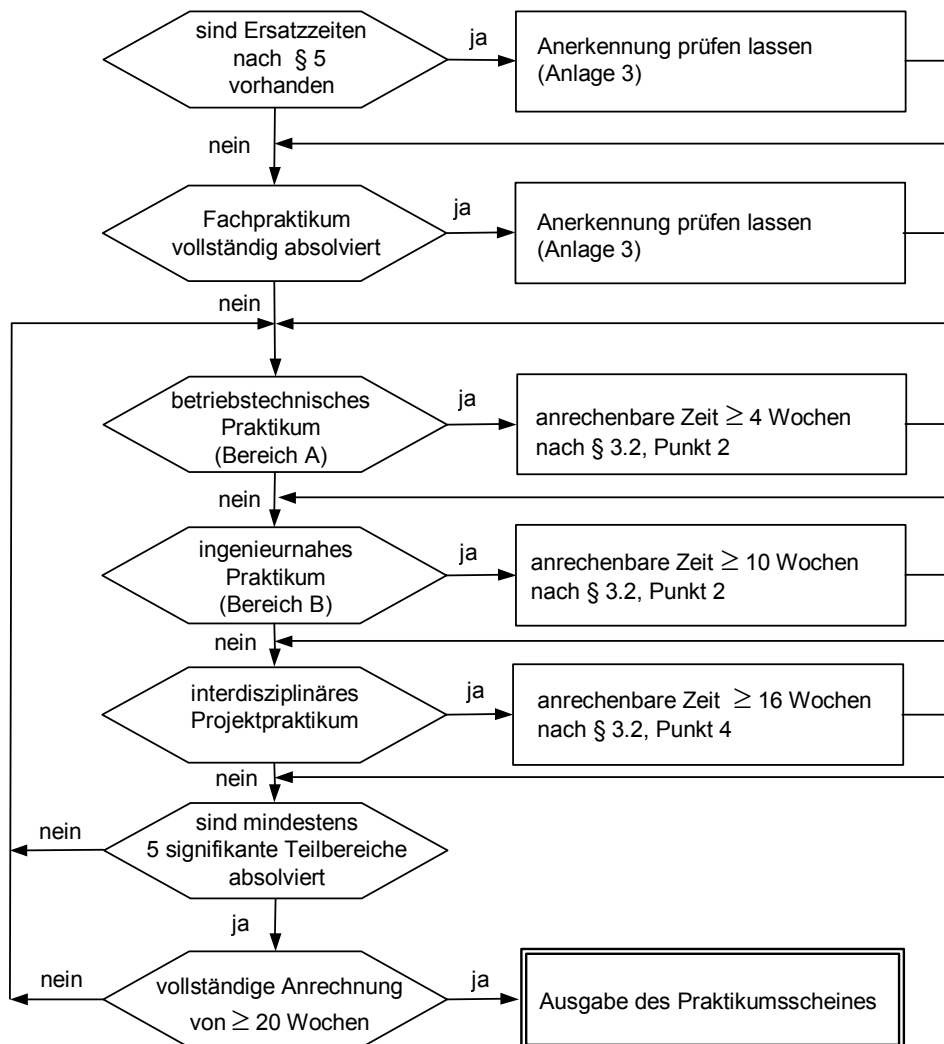 sind Ersatzzeiten
nach § 5
vorhanden
ja
Anerkennung prüfen lassen
(Anlage 3)
nein
Fachpraktikum
vollständig absolviert
ja
Anerkennung prüfen lassen
(Anlage 3)
nein
betriebstechnisches
Praktikum
(Bereich A)
ja
anrechenbare Zeit ≥ 4 Wochen
nach § 3.2, Punkt 2
nein
ingenieurnahes
Praktikum
(Bereich B)
ja
anrechenbare Zeit ≥ 10 Wochen
nach § 3.2, Punkt 2
nein
interdisziplinäres
Projektpraktikum
ja
anrechenbare Zeit ≥ 16 Wochen
nach § 3.2, Punkt 4
nein
sind mindestens
5 signifikante Teilbereiche
absolviert
nein
ja
vollständige Anrechnung
von ≥ 20 Wochen
nein
ja
Ausgabe des Praktikumsscheines